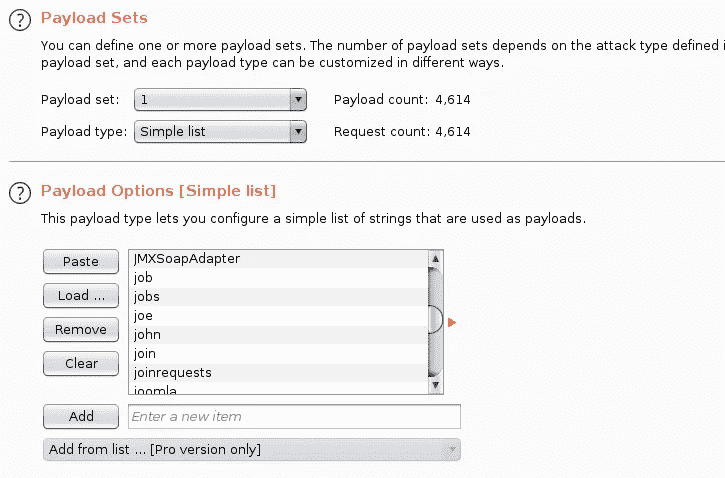 Payload Sets
You can define one or more payload sets. The number of payload sets depends on the attack type defined
payload set, and each payload type can be customized in different ways.
Payload set: 1 Payload count: 4,614
Payload type: Simple list Request count: 4,614
Payload Options [Simple list]
This payload type lets you configure a simple list of strings that are used as payloads.
Paste
Load ...
Remove
Clear
JMXSoapAdapter
job
jobs
joe
john
join
joinrequests
joomla
Add Enter a new item
Add from list ... [Pro version only]